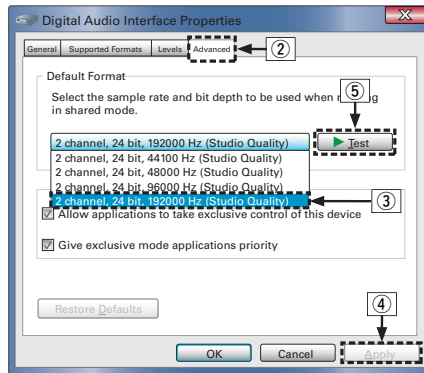 Digital Audio Interface Properties
X
General Supported Formats Levels Advanced
②
Default Format
Select the sample rate and bit depth to be used when
⑤
in shared mode.
2 channel, 24 bit, 192000 Hz (Studio Quality)
Test
2 channel, 24 bit, 44100 Hz (Studio Quality)
2 channel, 24 bit, 48000 Hz (Studio Quality)
2 channel, 24 bit, 96000 Hz (Studio Quality)
2 channel, 24 bit, 192000 Hz (Studio Quality)
③
Allow applications to take exclusive control of this device
Give exclusive mode applications priority
Restore Defaults
④
OK Cancel Apply